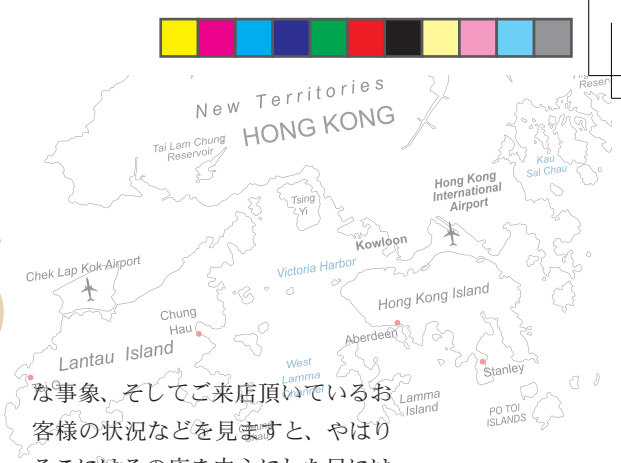 New Territories
HONG KONG
Tai Lam Chung
Reservoir
Reserv
Kau
Sal Chau
Hong Kong
International
Airport
Tsing
Yi
Kowloon
Victoria Harbor
Chek Lap Kok Airport
Hong Kong Island
Chung
Hau
Aberdeen
Lantau Island
Stanley
West
Lamma
Channel
Lamma
Island
PO TOI
ISLANDS
な事象、そしてご来店頂いているお
客様の状況などを見ますと、やはり